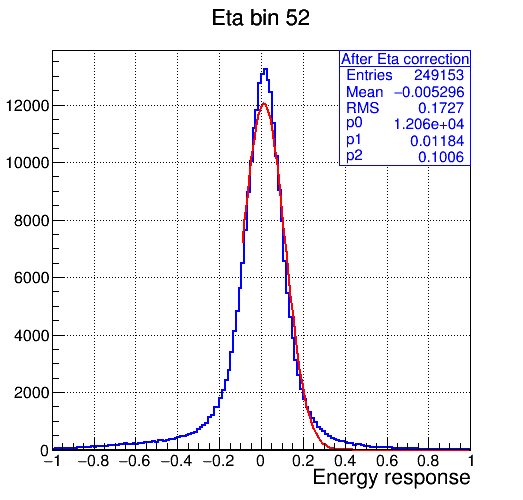 Eta bin 52
After Eta correction
Entries 249153
Mean −0.005296
RMS 0.1727
p0 1.206e+04
p1 0.01184
p2 0.1006
12000
10000
8000
6000
4000
2000
0
−1 −0.8 −0.6 −0.4 −0.2 0 0.2 0.4 0.6 0.8 1
Energy response